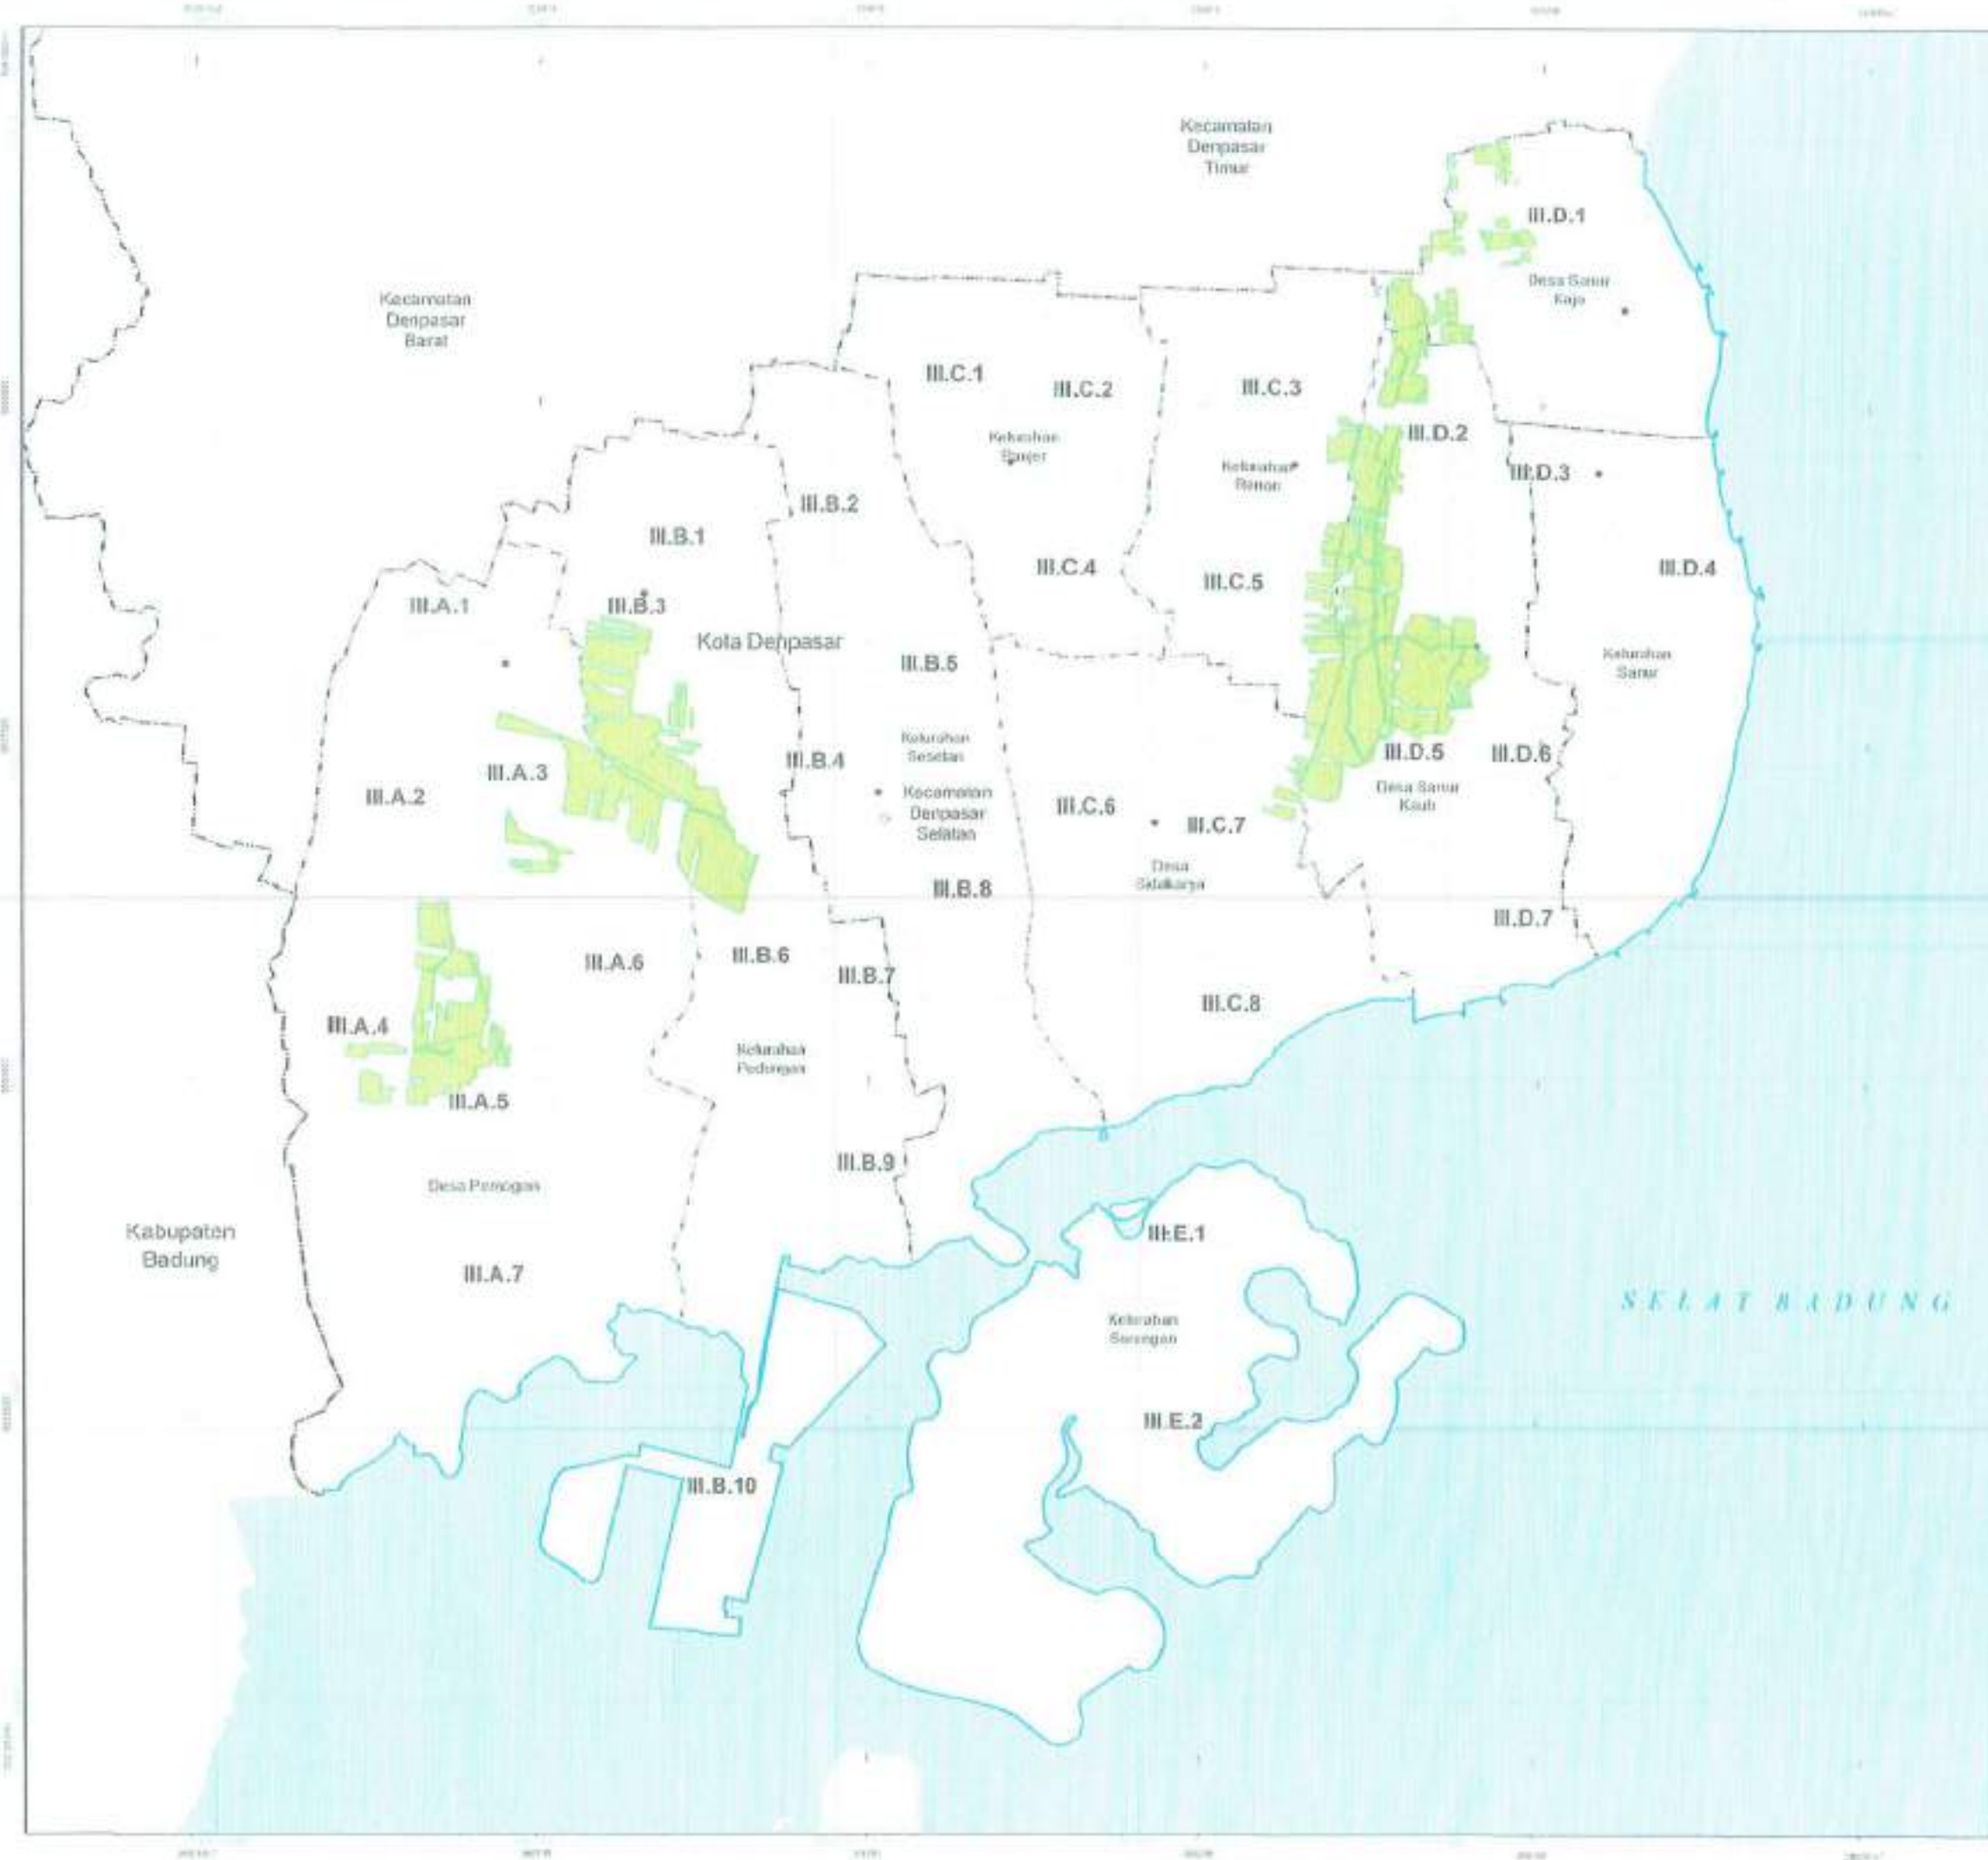 Kecamatan
Denpasar
Timur
III.D.1
Desa Sanur
Kaja
Kecamatan
Denpasar
Barat
III.C.1
III.C.2
III.C.3
III.D.2
Kelurahan
Panjer
Kelurahan
Renon
III.D.3
III.B.2
III.B.1
III.C.4
III.C.5
III.D.4
III.A.1
III.B.3
Kota Denpasar
III.B.5
Kelurahan
Sanur
Kelurahan
Sesetan
III.B.4
III.A.3
III.A.2
Kecamatan
Denpasar
Selatan
III.C.6
III.C.7
III.D.5
III.D.6
Desa Sanur
Kauh
Desa
Sidakarya
III.B.8
III.D.7
III.A.6
III.B.6
III.B.7
III.C.8
III.A.4
Kelurahan
Pedungan
III.A.5
III.B.9
Desa Pemogan
Kabupaten
Badung
III.A.7
III.E.1
Kelurahan
Serangan
SELAT BADUNG
III.E.2
III.B.10